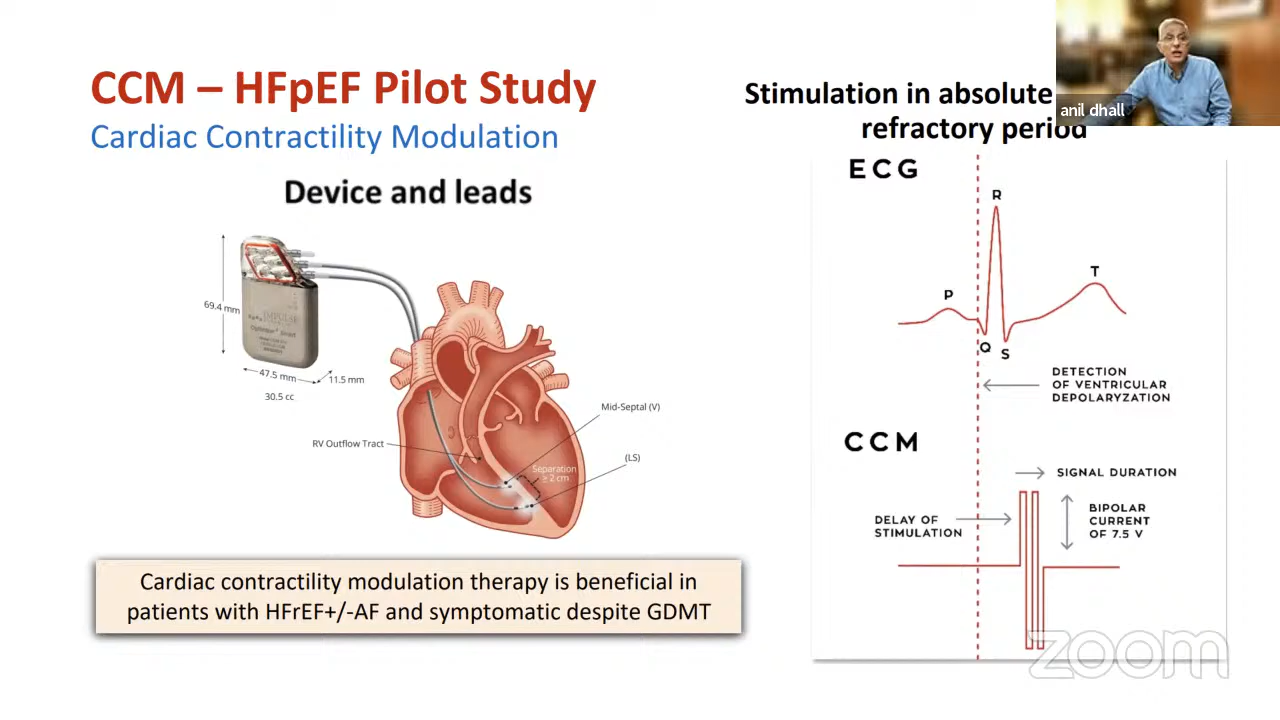 CCM – HFpEF Pilot Study
Cardiac Contractility Modulation
Device and leads
69.4 mm
IMPULSE
47.5 mm
11.5 mm
30.5 cc
RV Outflow Tract
Mid-Septal (V)
(LS)
Separation
≥ 2 cm
Cardiac contractility modulation therapy is beneficial in
patients with HFrEF+/-AF and symptomatic despite GDMT
Stimulation in absolute
refractory period
anil dhall
ECG
R
P
T
Q
S
DETECTION
OF VENTRICULAR
DEPOLARYZATION
CCM
SIGNAL DURATION
DELAY OF
STIMULATION
BIPOLAR
CURRENT
OF 7.5 V
zoom